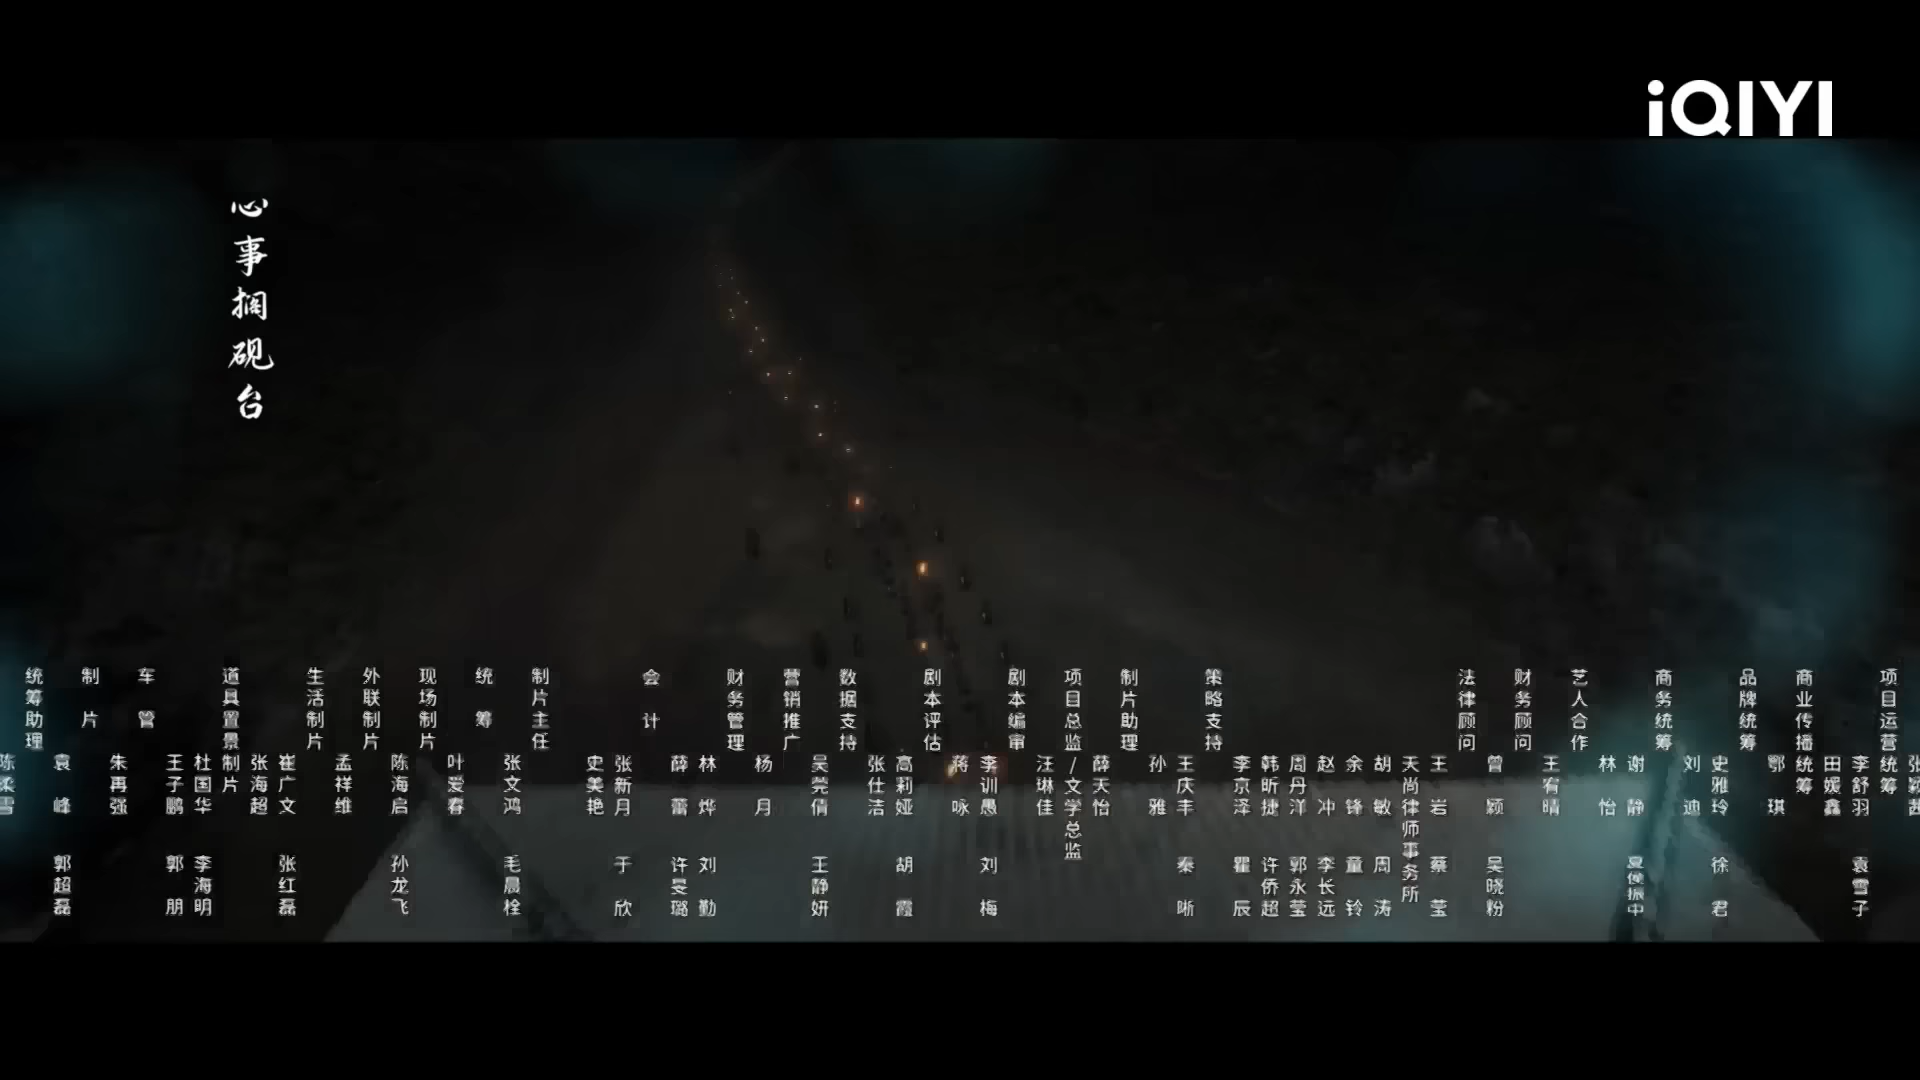 iQIYI
心事搁砚台
项目运营统筹
李舒羽 袁雪子
田媛鑫
商业传播统筹
鄂琪
品牌统筹
史雅玲 徐君
刘迪
商务统筹
谢静 夏侯振中
林怡
艺人合作
王宥晴
财务顾问
曾颖 吴晓粉
法律顾问
王岩 蔡莹
天尚律师事务所
胡敏 周涛
余锋 童铃
赵冲 李长远
周丹洋 郭永莹
韩昕捷 许侨超
李京泽 瞿辰
策略支持
王庆丰 秦晰
孙雅
制片助理
薛天怡
项目总监/文学总监
汪琳佳
剧本编审
李训愚 刘梅
蒋咏
剧本评估
高莉娅 胡霞
张仕洁
数据支持
吴莞倩 王静妍
营销推广
杨月
财务管理
林烨 刘勤
薛蕾 许旻璐
会计
张新月 于欣
史美艳
制片主任
张文鸿 毛晨栓
统筹
叶爱春
现场制片
陈海启 孙龙飞
外联制片
孟祥维
生活制片
崔广文 张红磊
张海超
道具置景制片
杜国华 李海明
王子鹏 郭朋
车管
朱再强
制片
袁峰 郭超磊
统筹助理